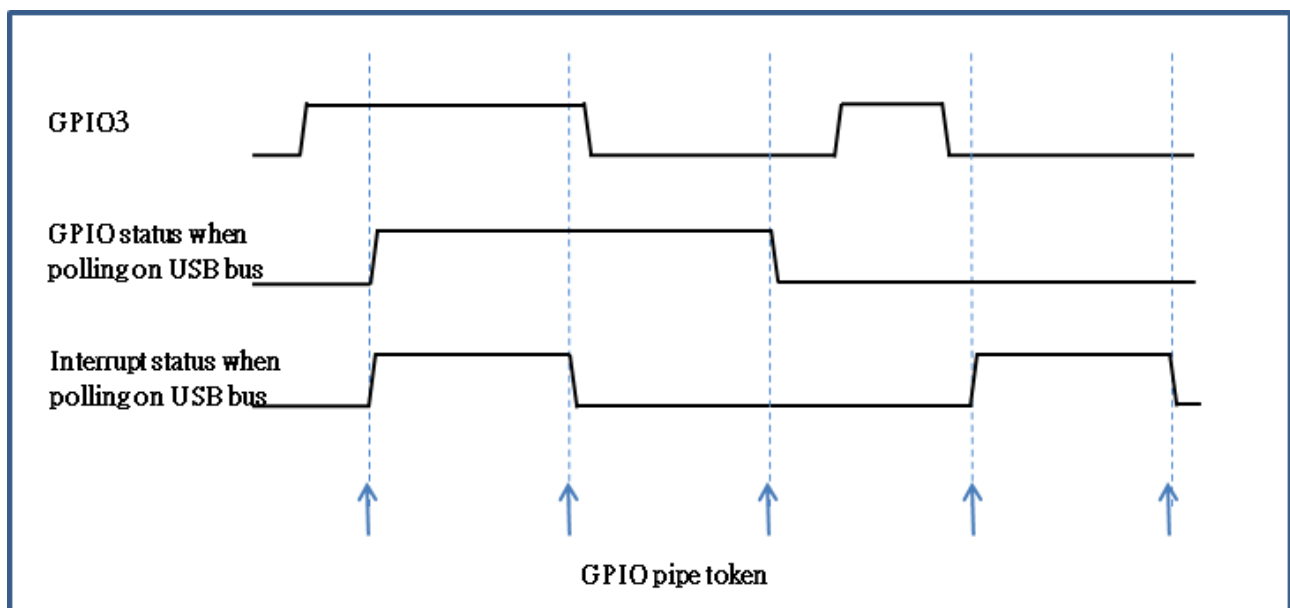 GPIO3
GPIO status when
polling on USB bus
Interrupt status when
polling on USB bus
GPIO pipe token